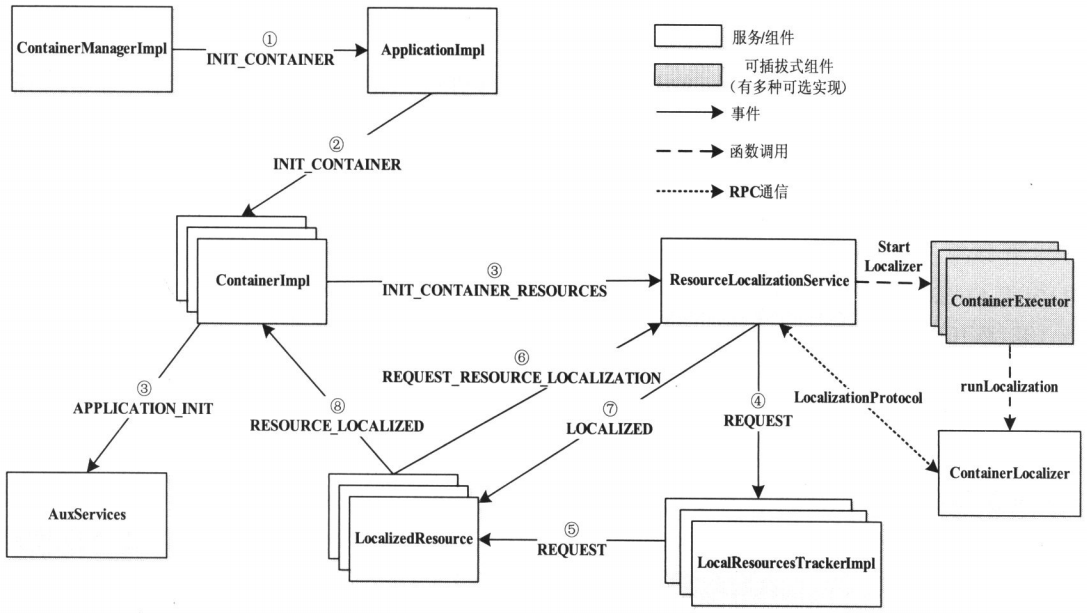 ContainerManagerImpl
①
INIT_CONTAINER
ApplicationImpl
服务/组件
可插拔式组件
(有多种可选实现)
事件
函数调用
RPC通信
②
INIT_CONTAINER
ContainerImpl
③
INIT_CONTAINER_RESOURCES
ResourceLocalizationService
Start
Localizer
ContainerExecutor
③
APPLICATION_INIT
⑧
RESOURCE_LOCALIZED
⑥
REQUEST_RESOURCE_LOCALIZATION
⑦
LOCALIZED
④
REQUEST
LocalizationProtocol
runLocalization
ContainerLocalizer
AuxServices
LocalizedResource
⑤
REQUEST
LocalResourcesTrackerImpl